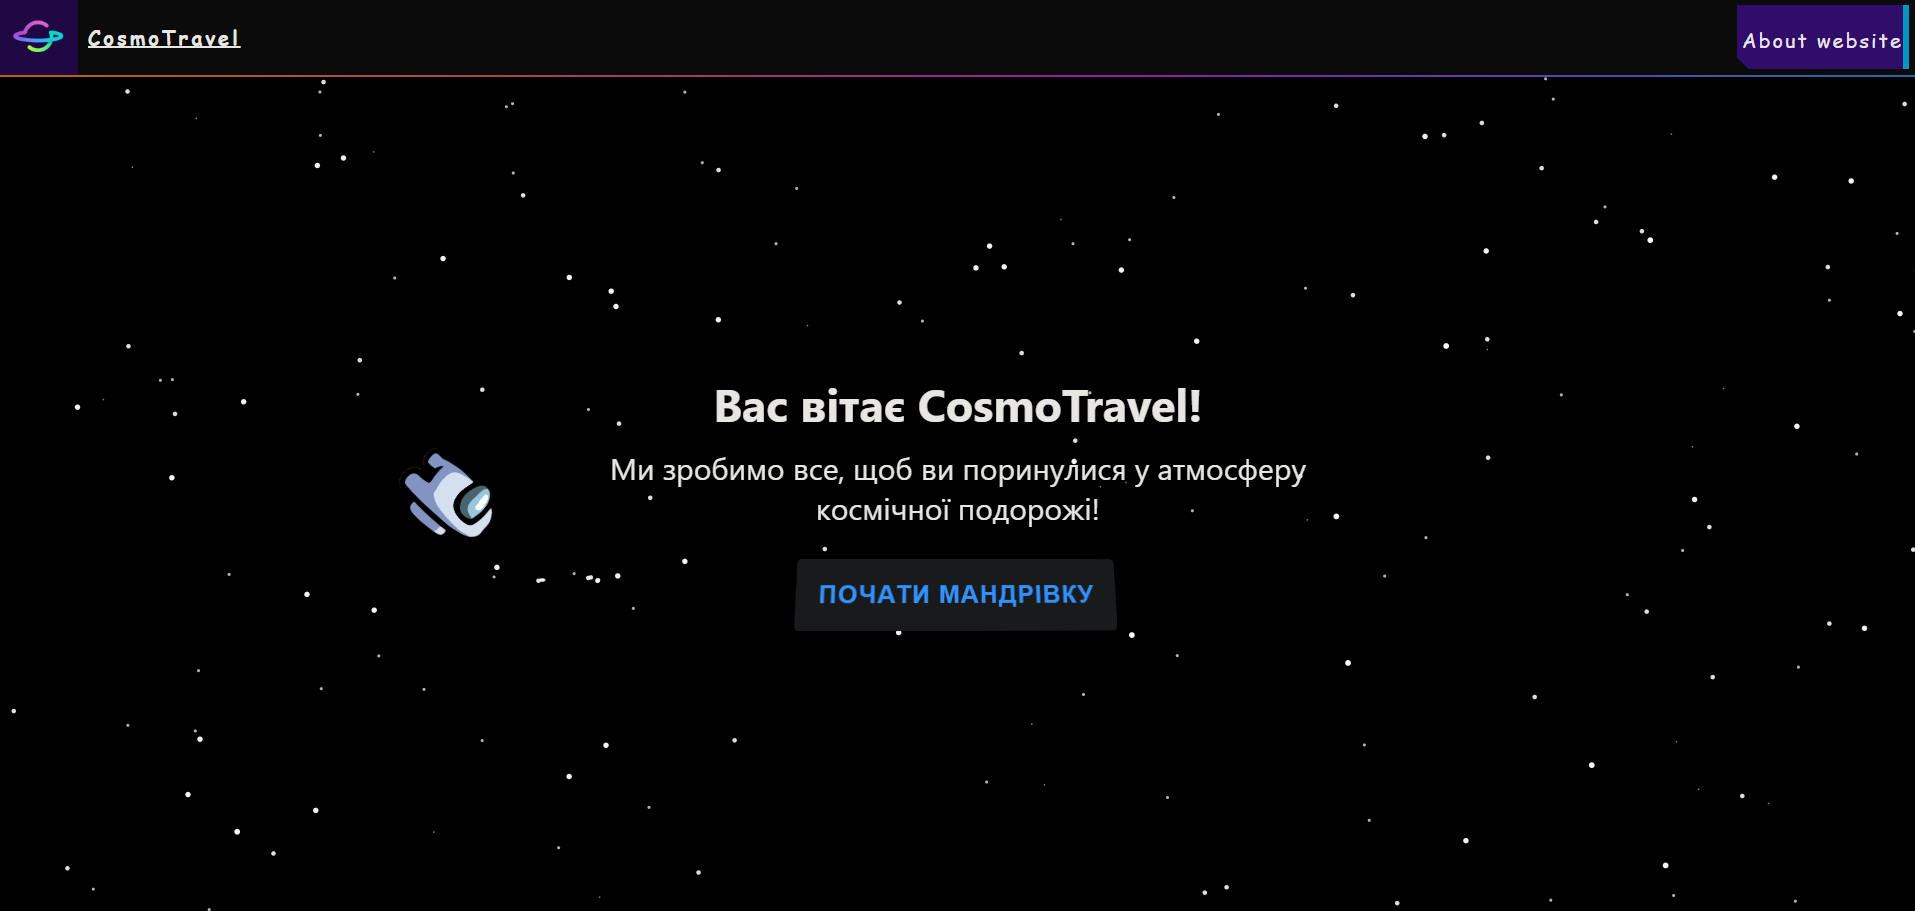 CosmoTravel
About website
Вас вітає CosmoTravel!
Ми зробимо все, щоб ви поринулися у атмосферу
космічної подорожі!
ПОЧАТИ МАНДРІВКУ